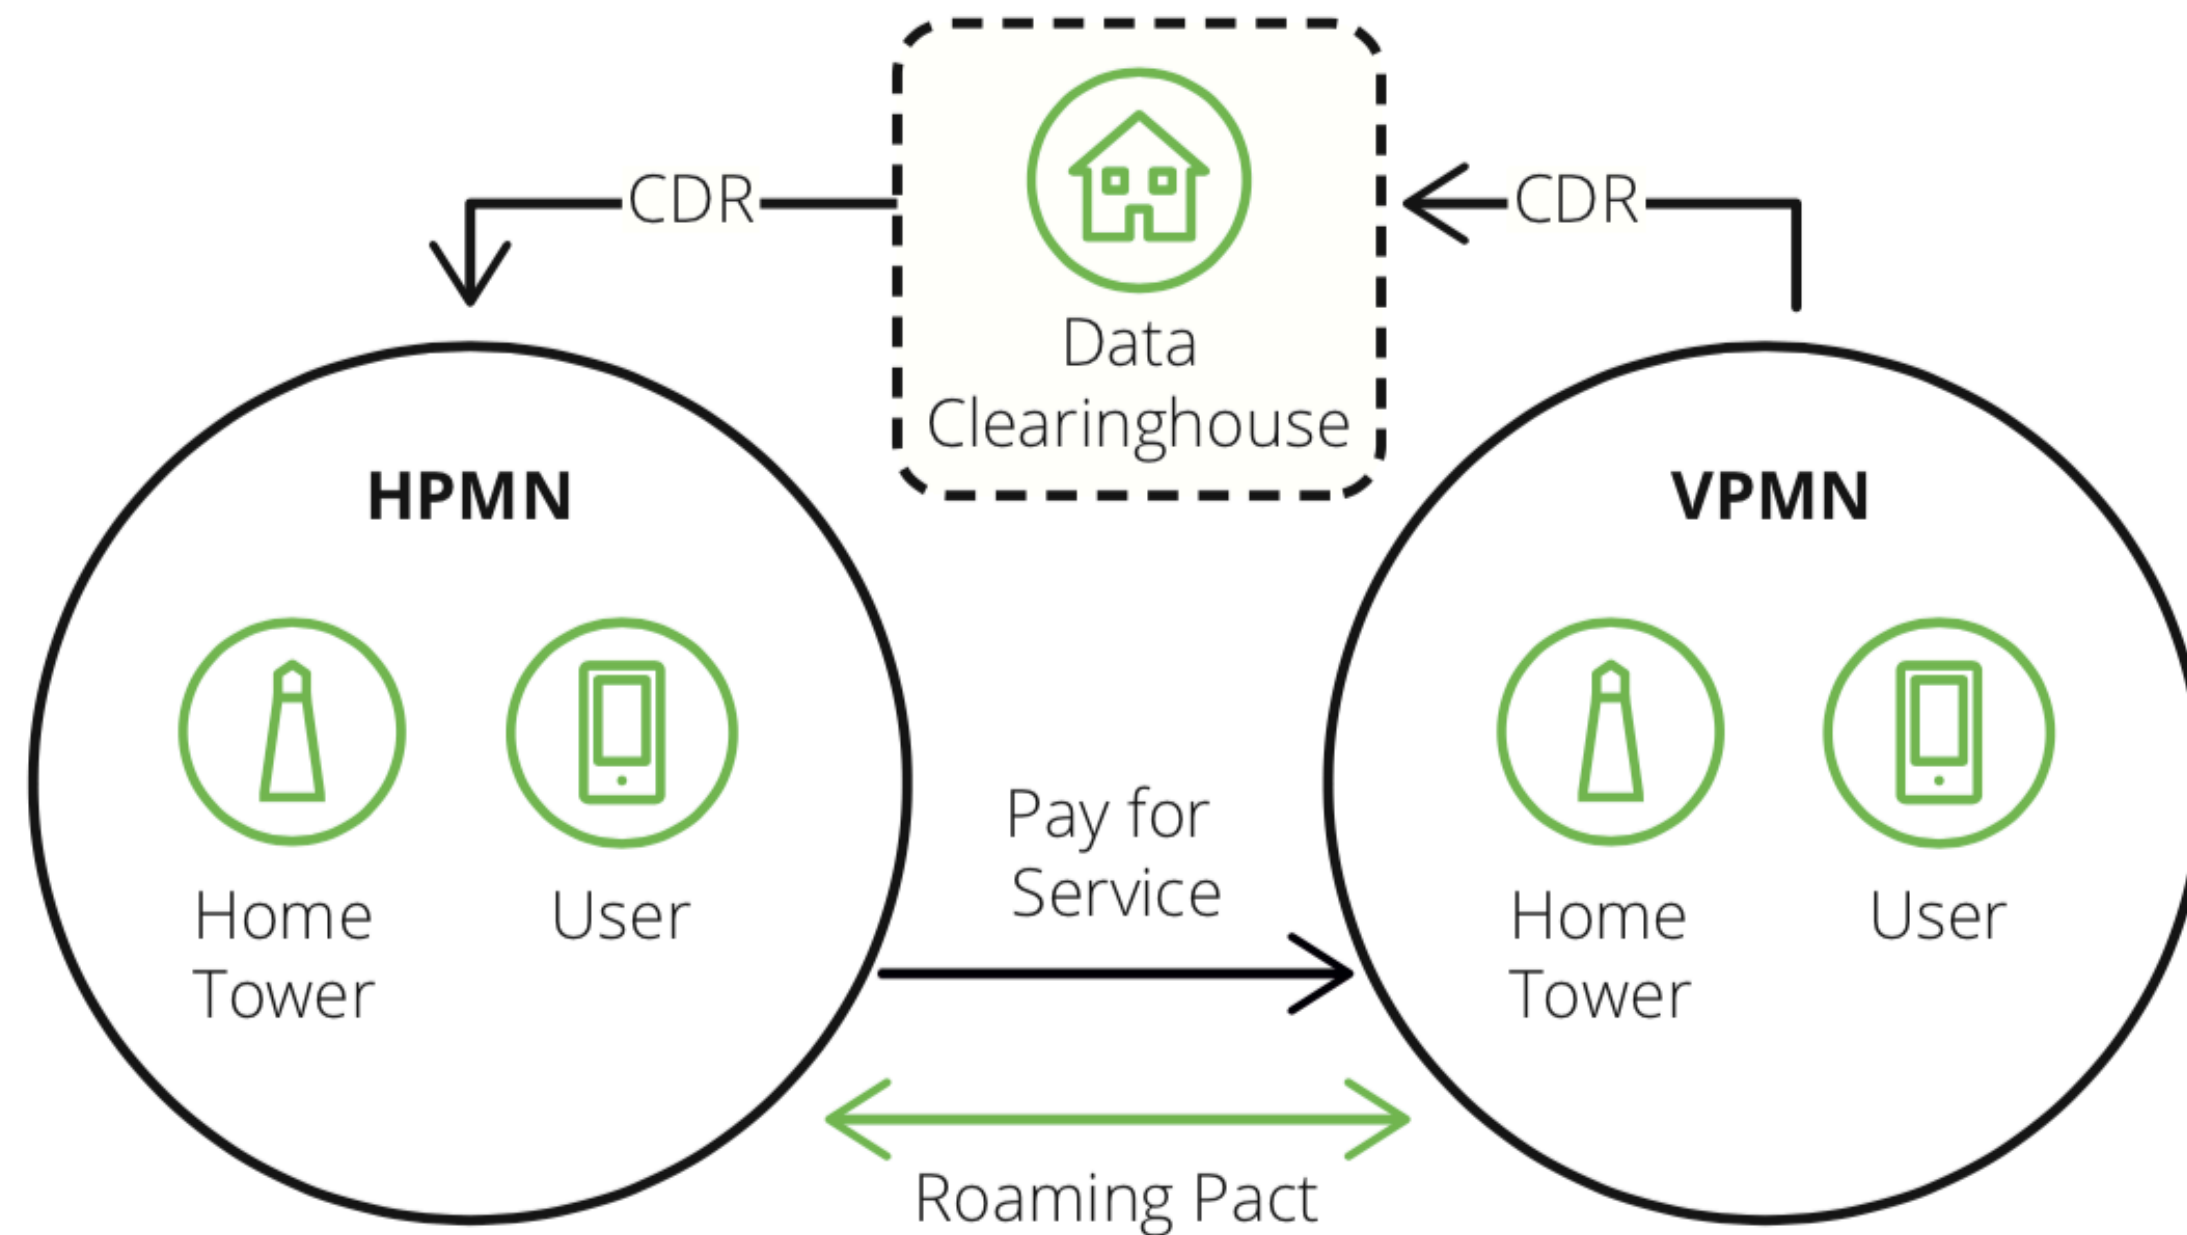 CDR
CDR
Data
Clearinghouse
HPMN
VPMN
Home
Tower
User
Pay for
Service
Home
Tower
User
Roaming Pact